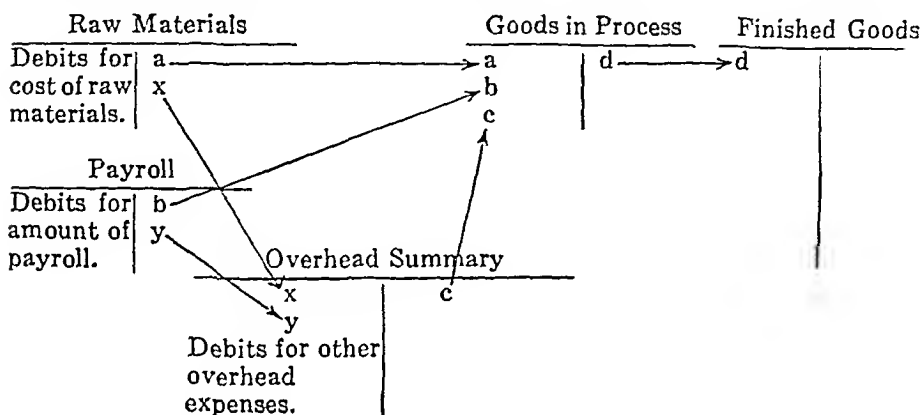 Raw Materials
Goods in Process
Finished Goods
Debits for
cost of raw
materials.
a
x
a
b
c
d
d
Payroll
Debits for
amount of
payroll.
b
y
Overhead Summary
x
y
c
Debits for other
overhead
expenses.